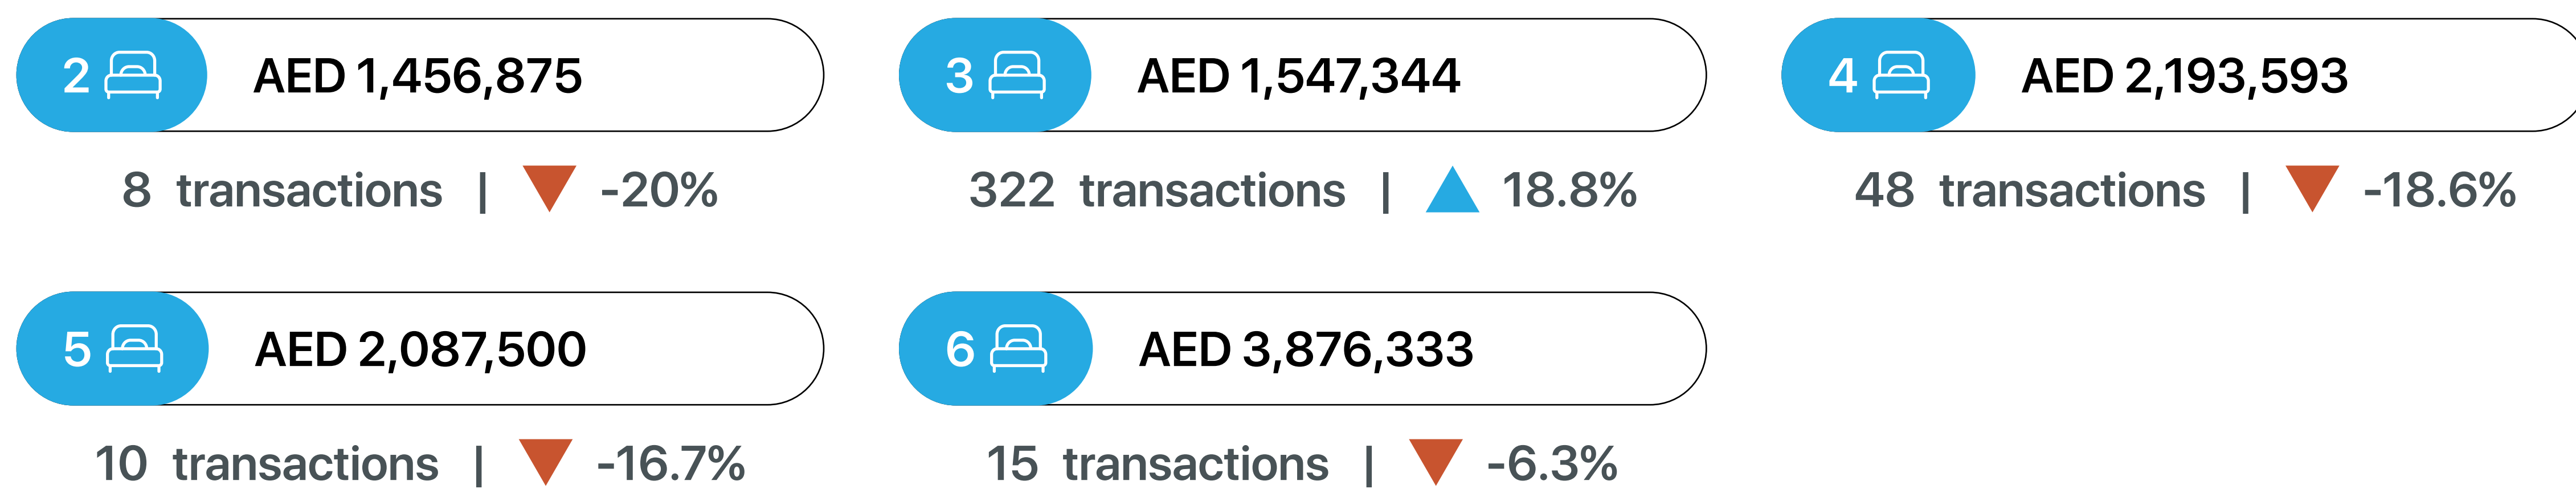 2 AED 1,456,875
8 transactions | -20%
3 AED 1,547,344
322 transactions | 18.8%
4 AED 2,193,593
48 transactions | -18.6%
5 AED 2,087,500
10 transactions | -16.7%
6 AED 3,876,333
15 transactions | -6.3%